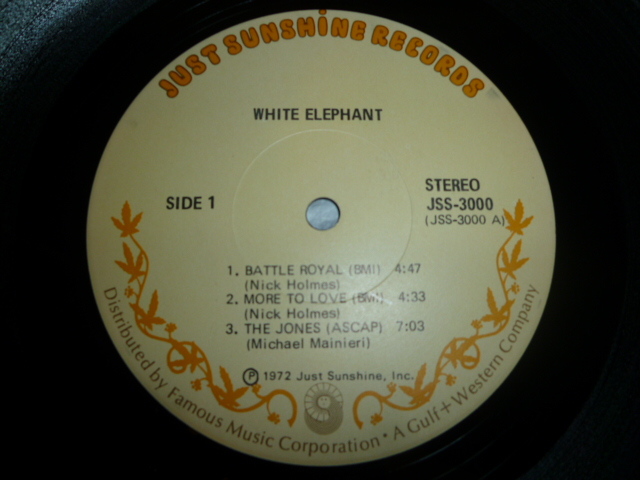 JUST SUNSHINE RECORDS
WHITE ELEPHANT
SIDE 1
STEREO
JSS-3000
(JSS-3000 A)
1. BATTLE ROYAL (BMI) 4:47
(Nick Holmes)
2. MORE TO LOVE (BMI) 4:33
(Nick Holmes)
3. THE JONES (ASCAP) 7:03
(Michael Mainieri)
Ⓟ 1972 Just Sunshine, Inc.
Distributed by Famous Music Corporation • A Gulf+Western Company